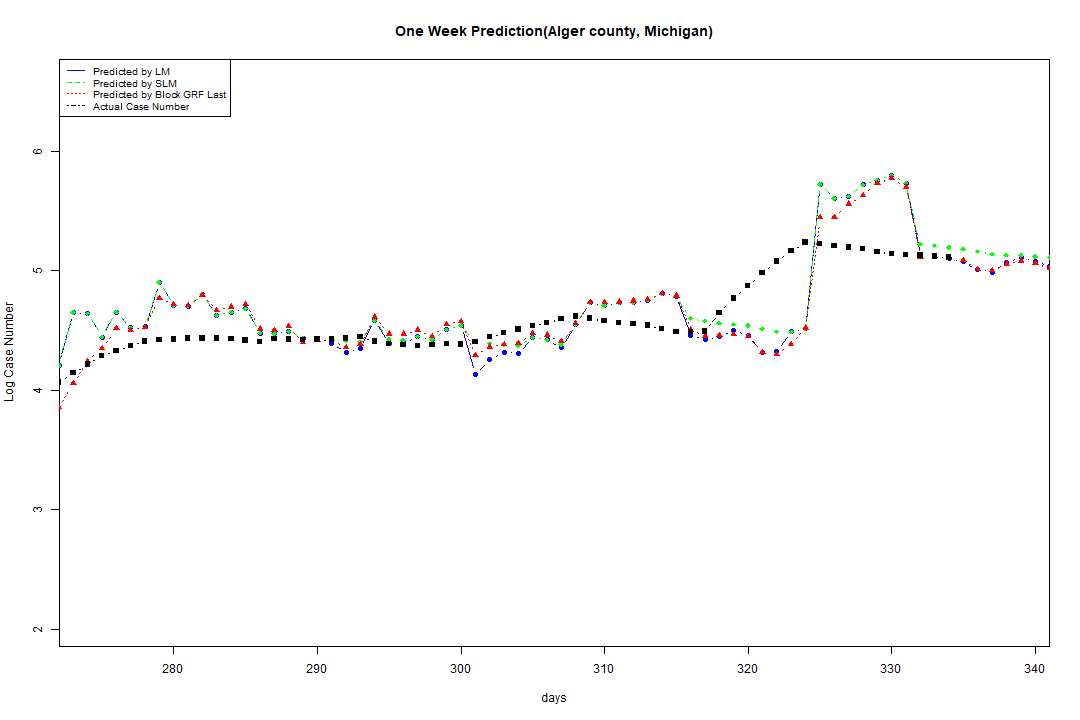 One Week Prediction(Alger county, Michigan)
Predicted by LM
Predicted by SLM
Predicted by Block GRF Last
Actual Case Number
Log Case Number
6
5
4
3
2
280 290 300 310 320 330 340
days